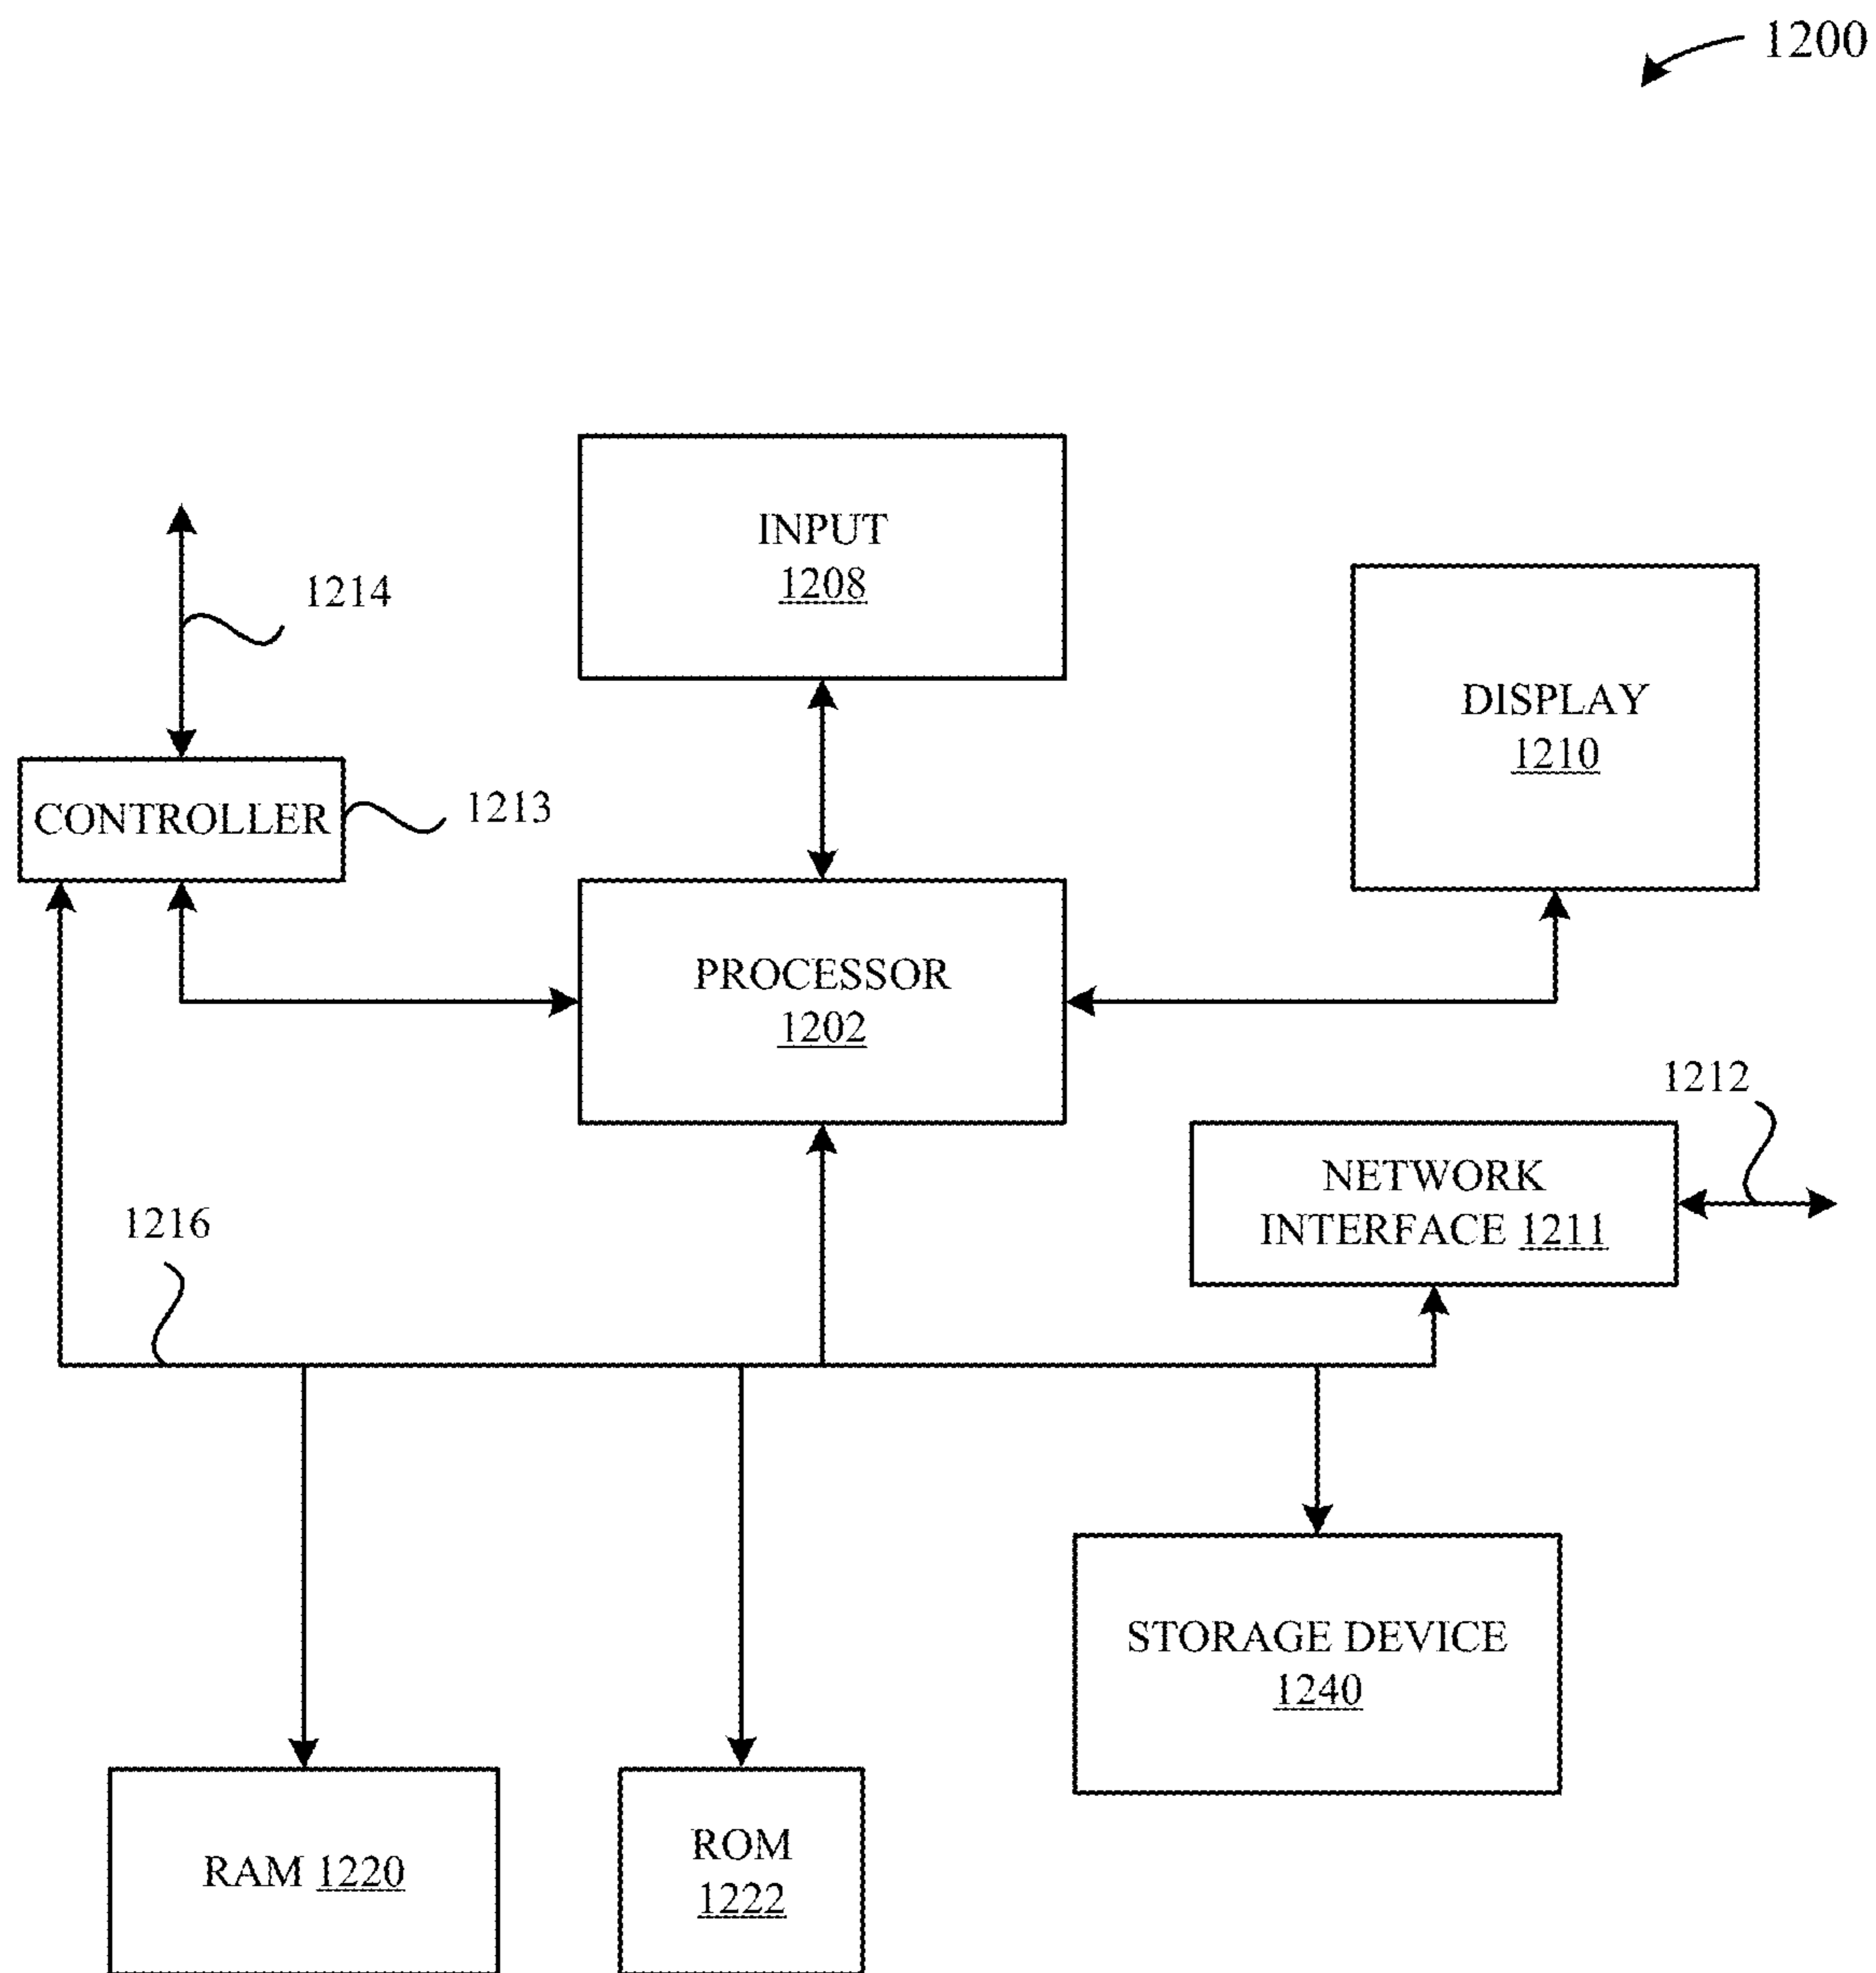 1200
INPUT
1208
1214
DISPLAY
1210
CONTROLLER
1213
PROCESSOR
1202
1212
NETWORK
INTERFACE 1211
1216
STORAGE DEVICE
1240
RAM 1220
ROM
1222